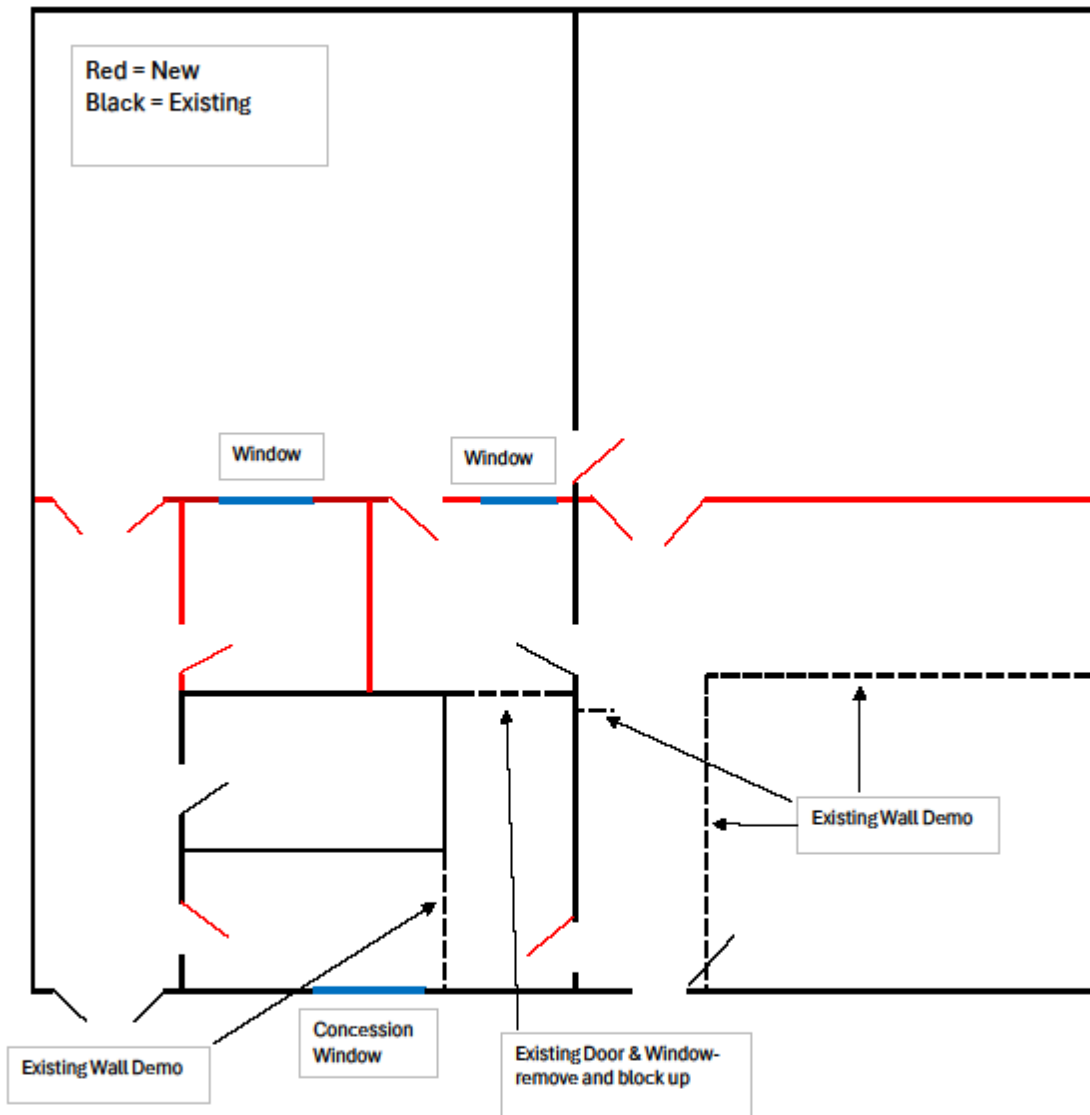 Red = New
Black = Existing
Window
Window
Existing Wall Demo
Concession
Window
Existing Door & Window-
remove and block up
Existing Wall Demo